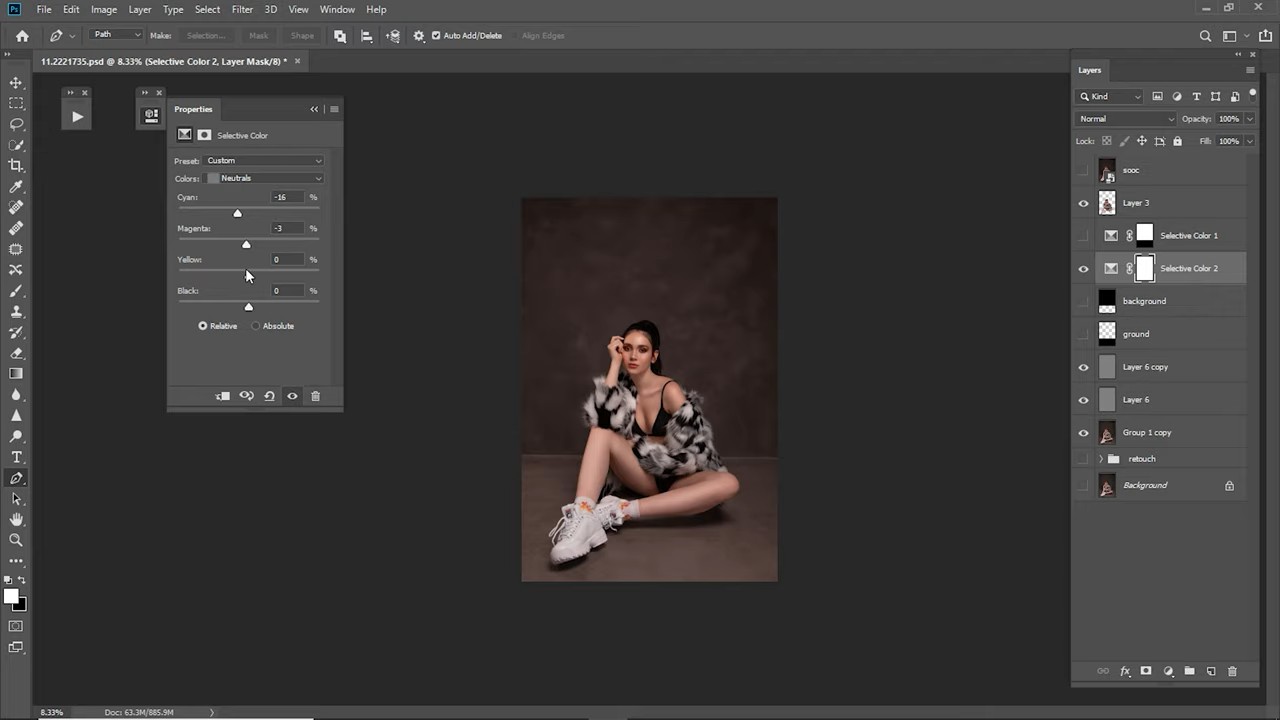 Ps File Edit Image Layer Type Select Filter 3D View Window Help
Path Make: Selection... Mask Shape Auto Add/Delete Align Edges
11.2221735.psd @ 8.33% (Selective Color 2, Layer Mask/8) *
Properties
Selective Color
Preset: Custom
Colors: Neutrals
Cyan: -16 %
Magenta: -3 %
Yellow: 0 %
Black: 0 %
Relative Absolute
Layers
Kind
Normal Opacity: 100%
Lock: Fill: 100%
sooc
Layer 3
Selective Color 1
Selective Color 2
background
ground
Layer 6 copy
Layer 6
Group 1 copy
retouch
Background
fx
8.33% Doc: 63.3M/885.9M